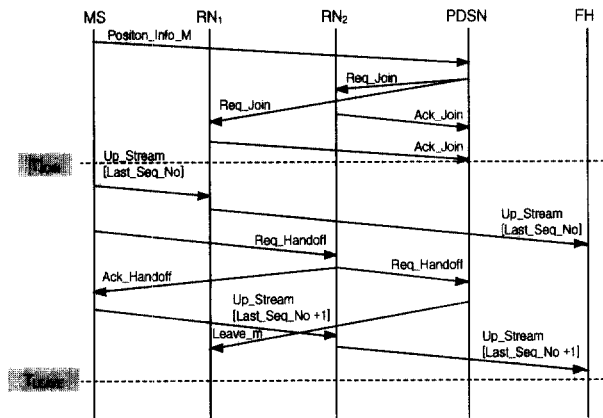 MS
RN1
RN2
PDSN
FH
Positon_Info_M
Req_Join
Req_Join
Ack_Join
Ack_Join
Up_Stream
[Last_Seq_No]
Up_Stream
[Last_Seq_No]
Req_Handoff
Ack_Handoff
Req_Handoff
Up_Stream
[Last_Seq_No +1]
Leave_m
Up_Stream
[Last_Seq_No +1]